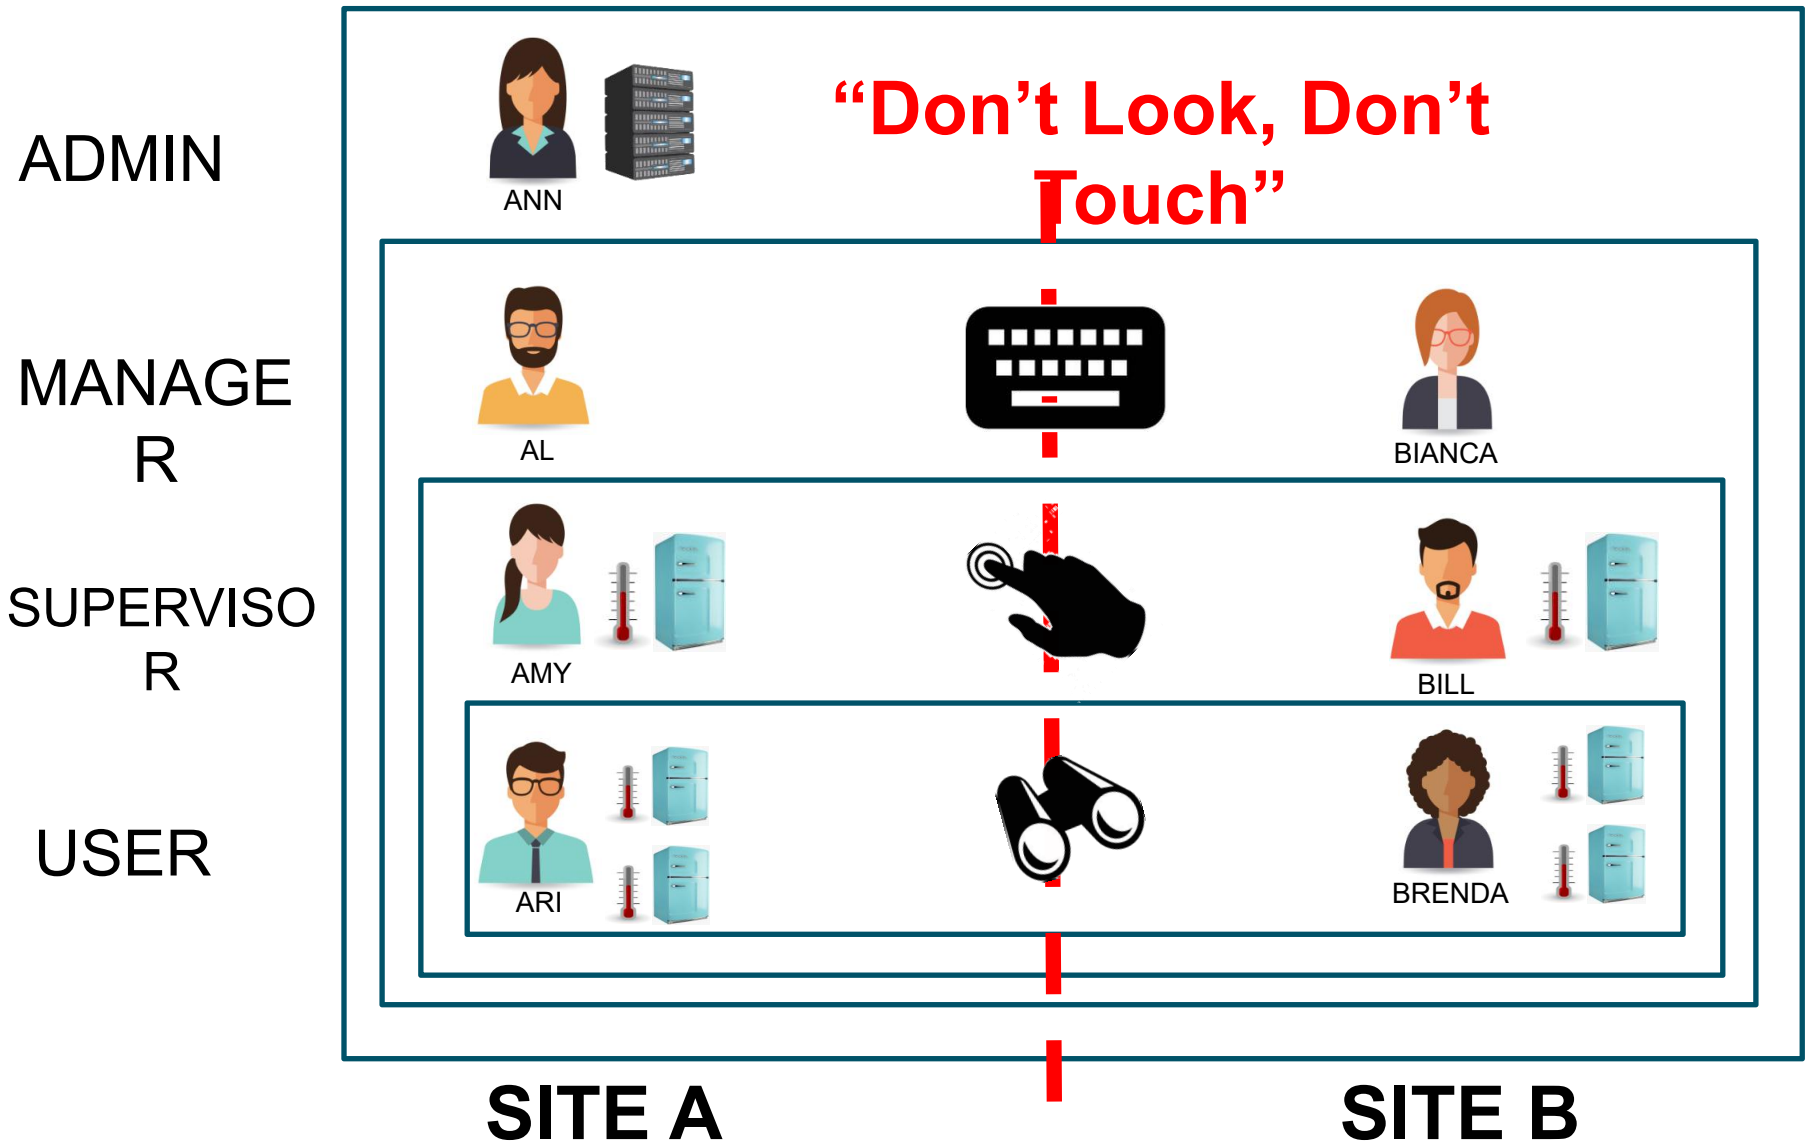 ADMIN
“Don’t Look, Don’t
Touch”
ANN
MANAGE
R
AL
BIANCA
SUPERVISO
R
AMY
BILL
USER
ARI
BRENDA
SITE A
SITE B